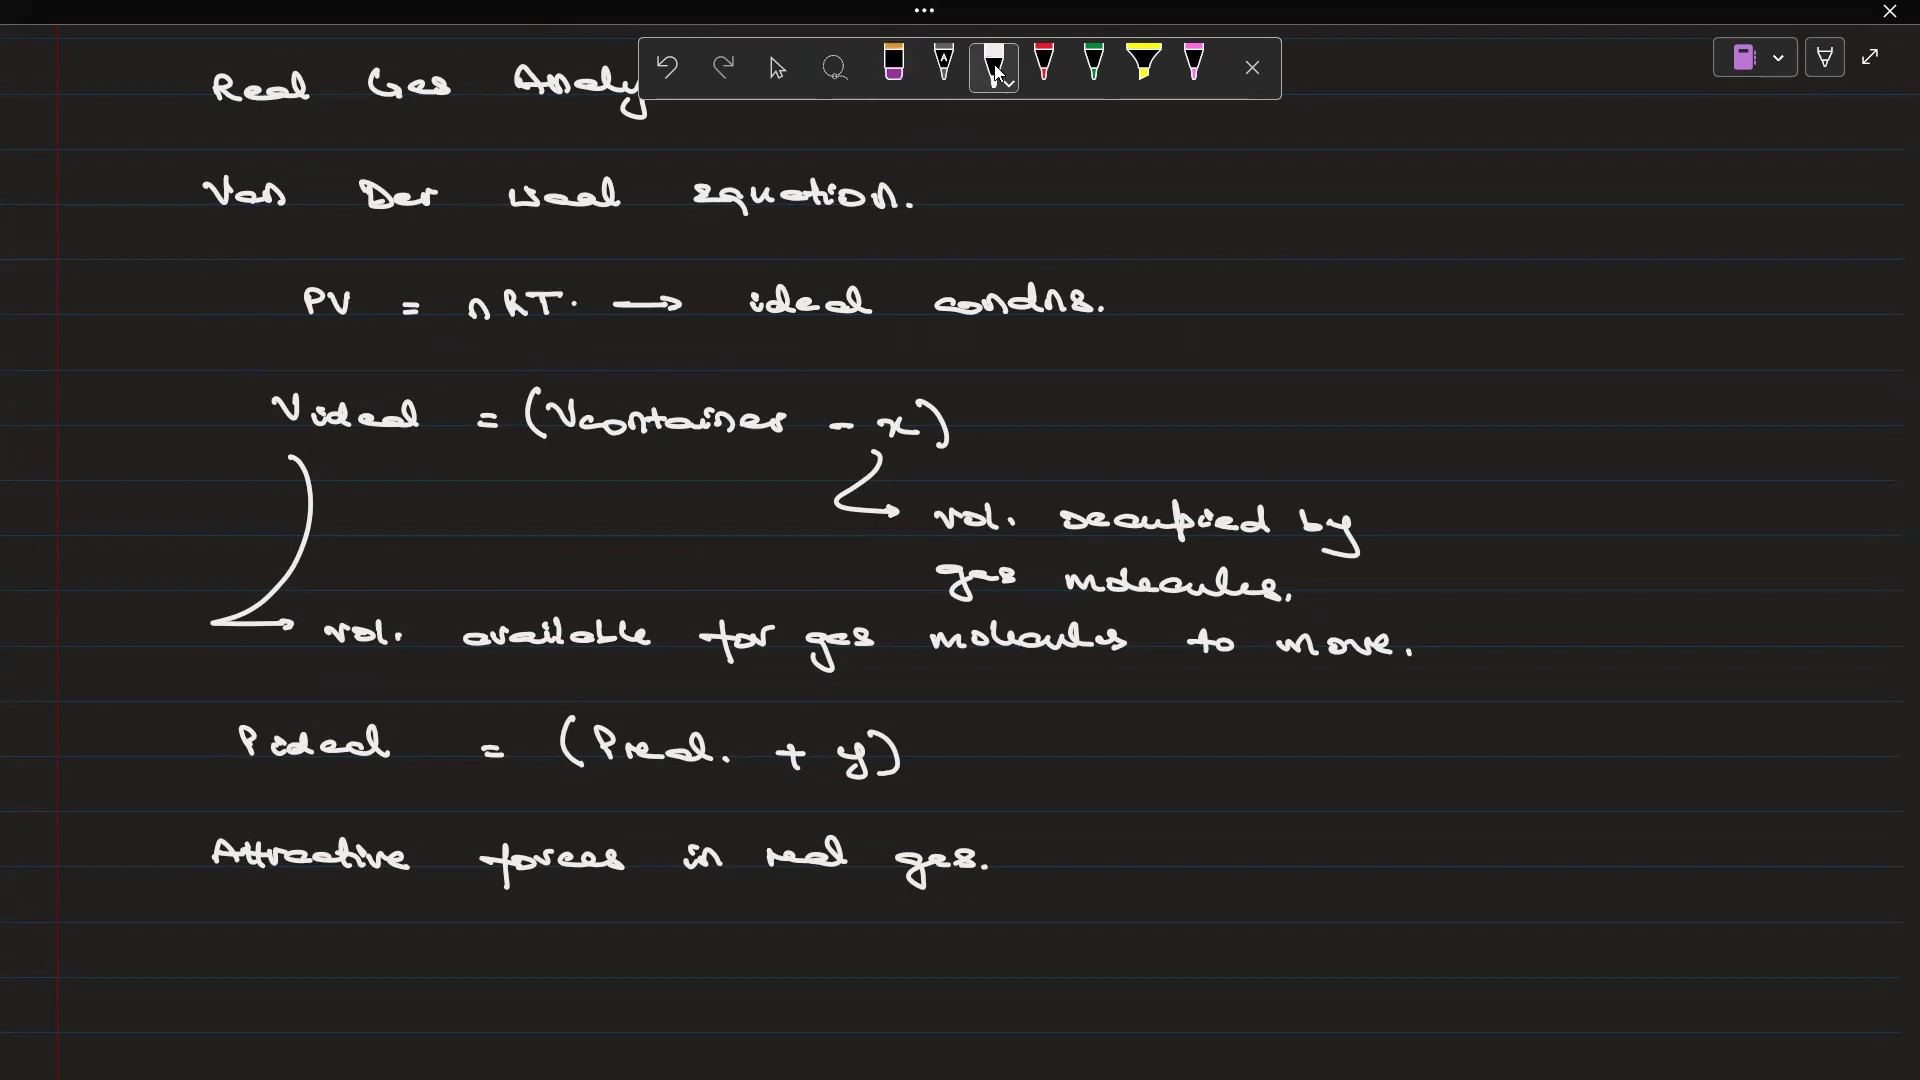 Real Gas Analy
Van Der Waal Equation.
PV = nRT. → ideal condns.
Videal = (Vcontainer - x)
vol. occupied by
gas molecules.
vol. available for gas molecules to move.
Pideal = (Preal. + y)
Attractive forces in real gas.